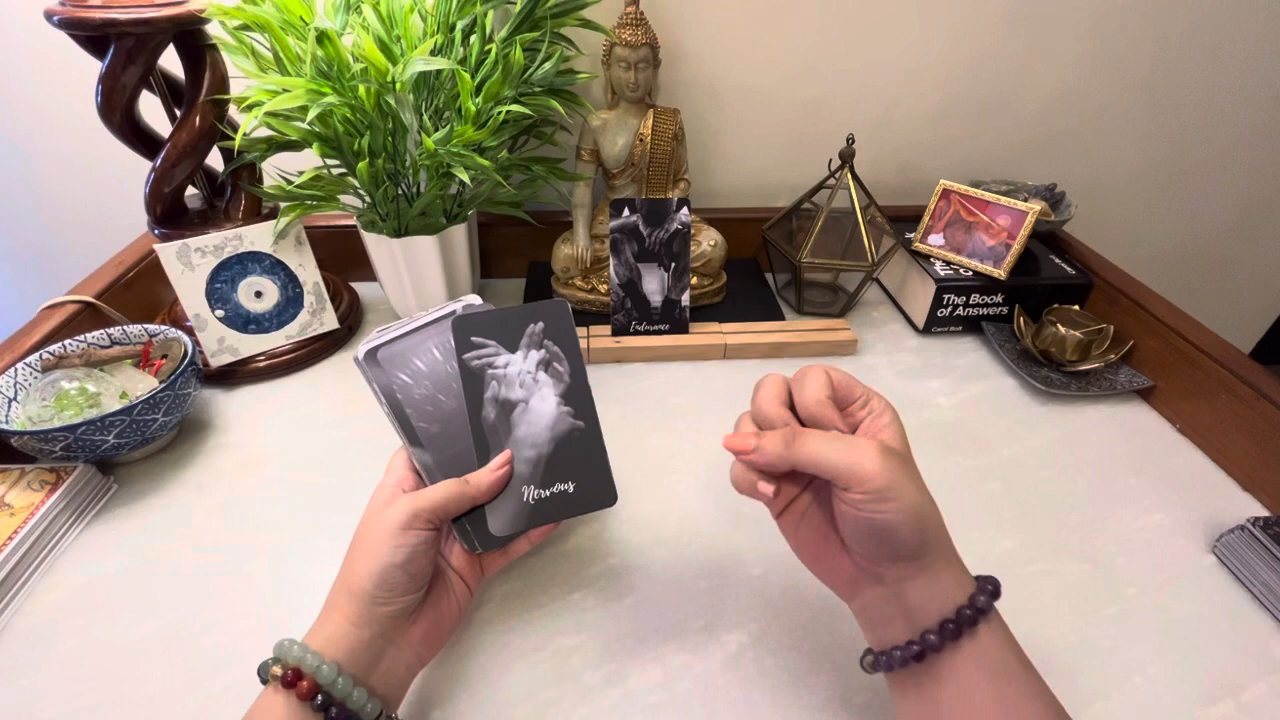 Endurance
Nervous
The Book
of Answers
Carol Bolt